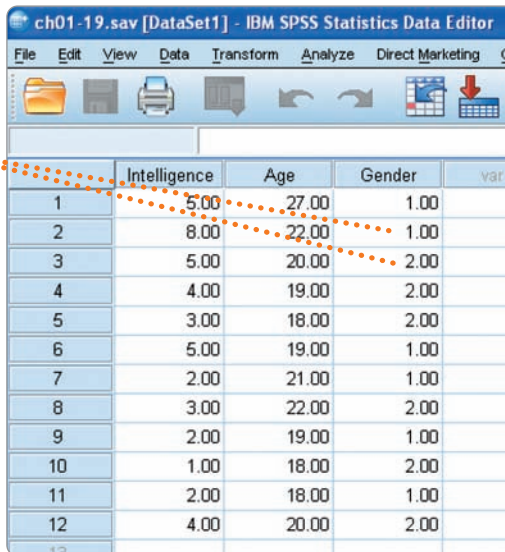 ch01-19.sav [DataSet1] - IBM SPSS Statistics Data Editor
File Edit View Data Transform Analyze Direct Marketing
Intelligence Age Gender var
1 5.00 27.00 1.00
2 8.00 22.00 1.00
3 5.00 20.00 2.00
4 4.00 19.00 2.00
5 3.00 18.00 2.00
6 5.00 19.00 1.00
7 2.00 21.00 1.00
8 3.00 22.00 2.00
9 2.00 19.00 1.00
10 1.00 18.00 2.00
11 2.00 18.00 1.00
12 4.00 20.00 2.00